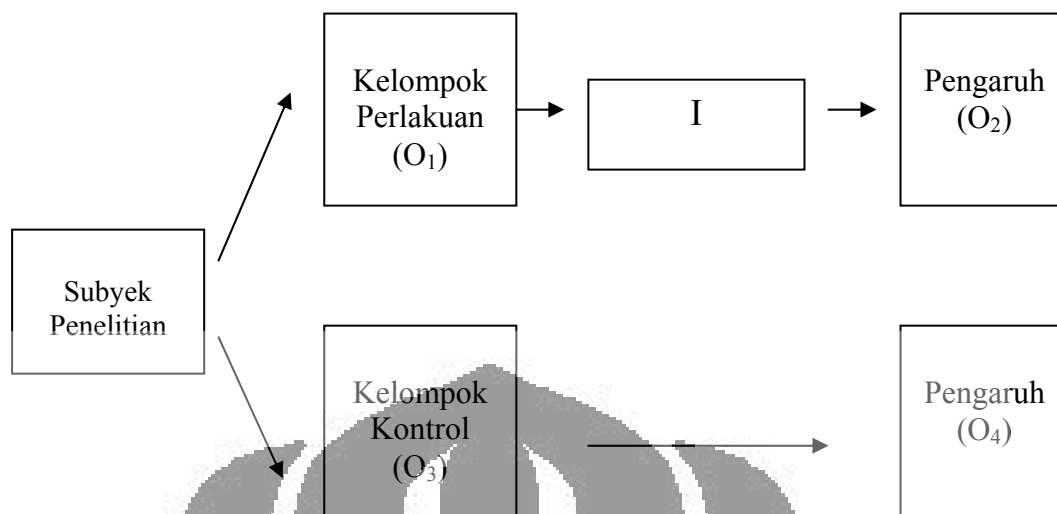 Kelompok
Perlakuan
(O₁)
I
Pengaruh
(O₂)
Subyek
Penelitian
Kelompok
Kontrol
(O₃)
Pengaruh
(O₄)